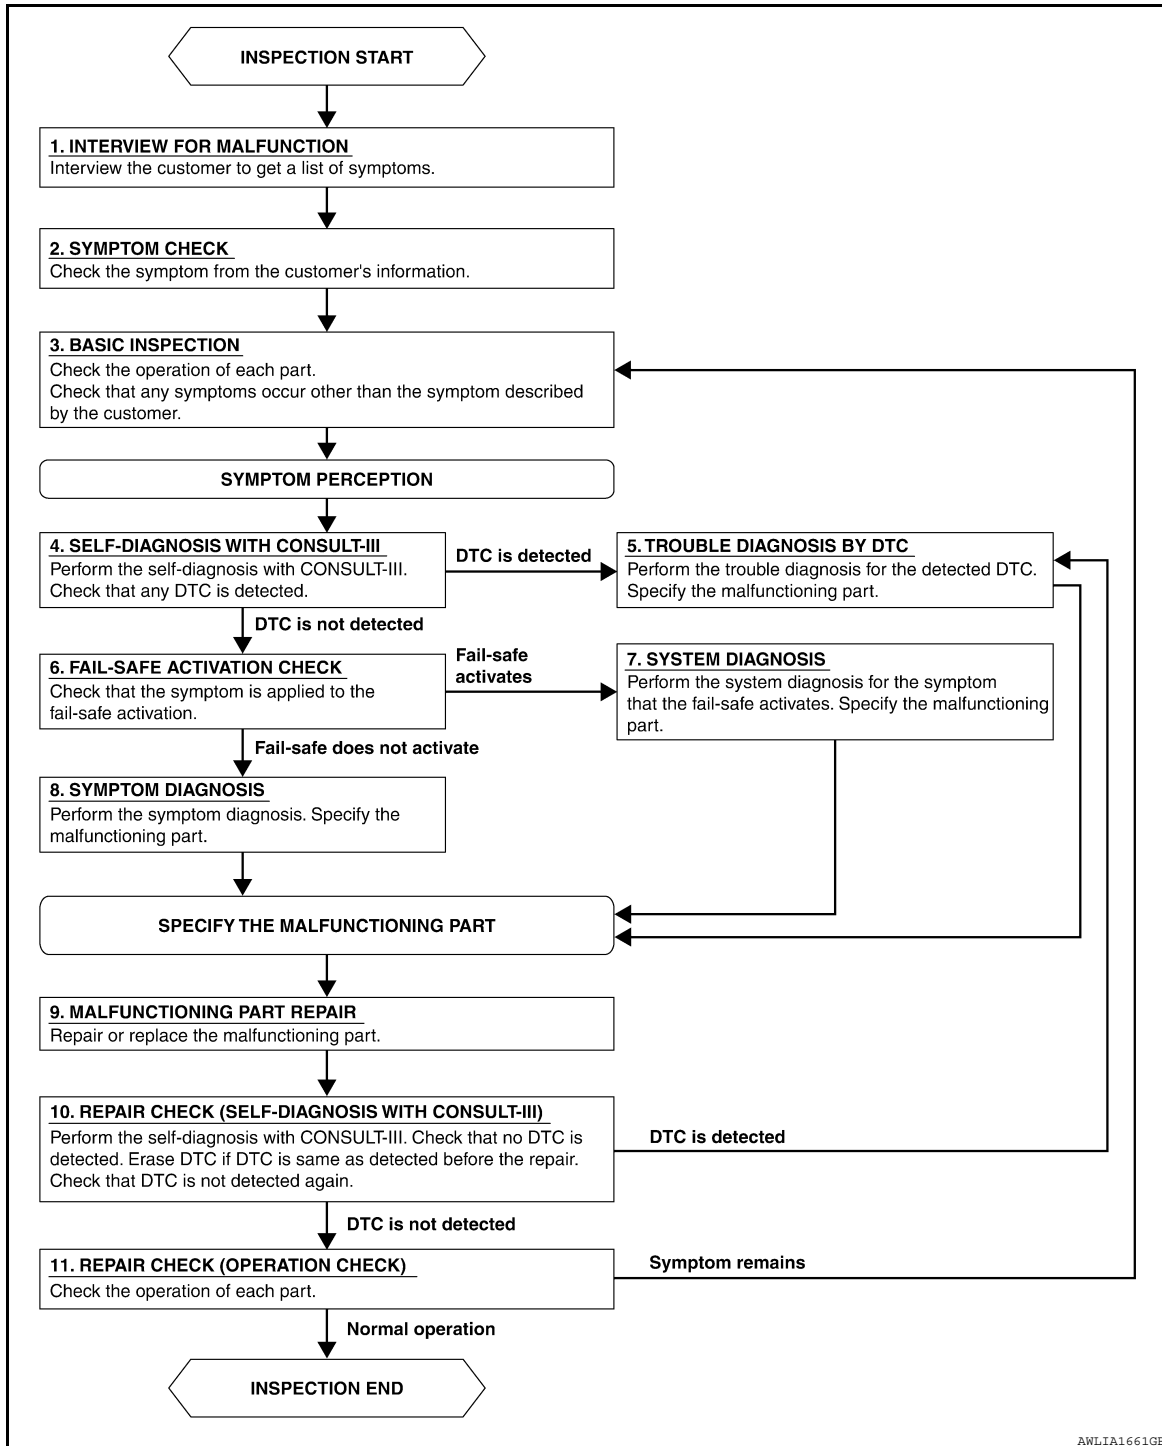 INSPECTION START
1. INTERVIEW FOR MALFUNCTION
Interview the customer to get a list of symptoms.
2. SYMPTOM CHECK
Check the symptom from the customer's information.
3. BASIC INSPECTION
Check the operation of each part.
Check that any symptoms occur other than the symptom described
by the customer.
SYMPTOM PERCEPTION
4. SELF-DIAGNOSIS WITH CONSULT-III
Perform the self-diagnosis with CONSULT-III.
Check that any DTC is detected.
DTC is detected
5. TROUBLE DIAGNOSIS BY DTC
Perform the trouble diagnosis for the detected DTC.
Specify the malfunctioning part.
DTC is not detected
6. FAIL-SAFE ACTIVATION CHECK
Check that the symptom is applied to the
fail-safe activation.
Fail-safe
activates
7. SYSTEM DIAGNOSIS
Perform the system diagnosis for the symptom
that the fail-safe activates. Specify the malfunctioning
part.
Fail-safe does not activate
8. SYMPTOM DIAGNOSIS
Perform the symptom diagnosis. Specify the
malfunctioning part.
SPECIFY THE MALFUNCTIONING PART
9. MALFUNCTIONING PART REPAIR
Repair or replace the malfunctioning part.
10. REPAIR CHECK (SELF-DIAGNOSIS WITH CONSULT-III)
Perform the self-diagnosis with CONSULT-III. Check that no DTC is
detected. Erase DTC if DTC is same as detected before the repair.
Check that DTC is not detected again.
DTC is detected
DTC is not detected
11. REPAIR CHECK (OPERATION CHECK)
Check the operation of each part.
Symptom remains
Normal operation
INSPECTION END
AWLIA1661GB